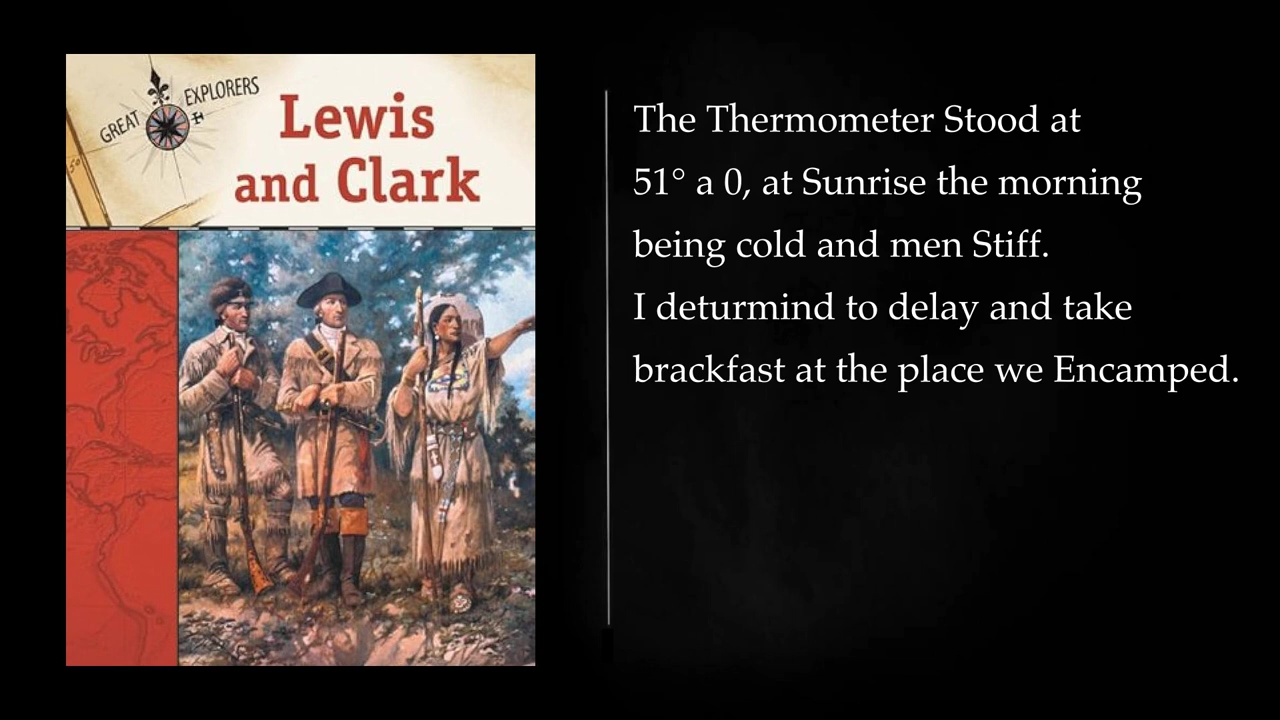 GREAT EXPLORERS
Lewis
and Clark
The Thermometer Stood at
51° a 0, at Sunrise the morning
being cold and men Stiff.
I deturmind to delay and take
brackfast at the place we Encamped.